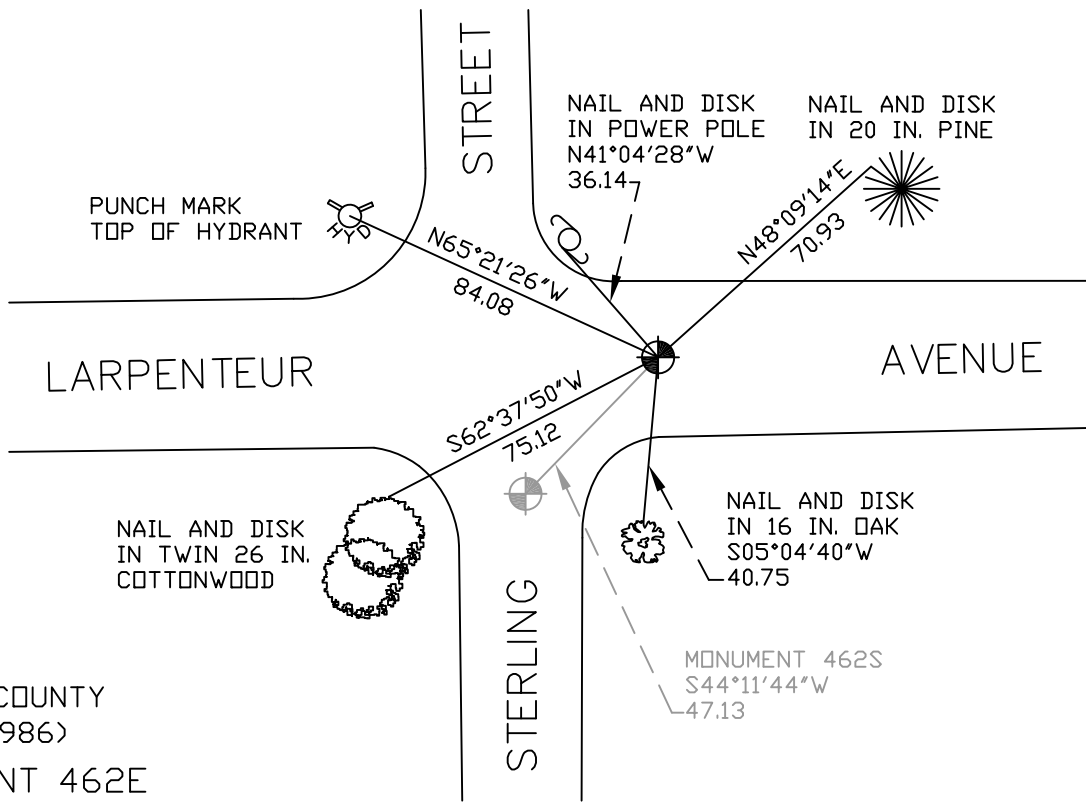 STREET
NAIL AND DISK
IN POWER POLE
N41°04'28"W
36.14
NAIL AND DISK
IN 20 IN. PINE
N48°09'14"E
70.93
PUNCH MARK
TOP OF HYDRANT
HYD
N65°21'26"W
84.08
LARPENTEUR
AVENUE
S62°37'50"W
75.12
NAIL AND DISK
IN TWIN 26 IN.
COTTONWOOD
NAIL AND DISK
IN 16 IN. OAK
S05°04'40"W
40.75
STERLING
MONUMENT 462S
S44°11'44"W
47.13
COUNTY
986)
NT 462E